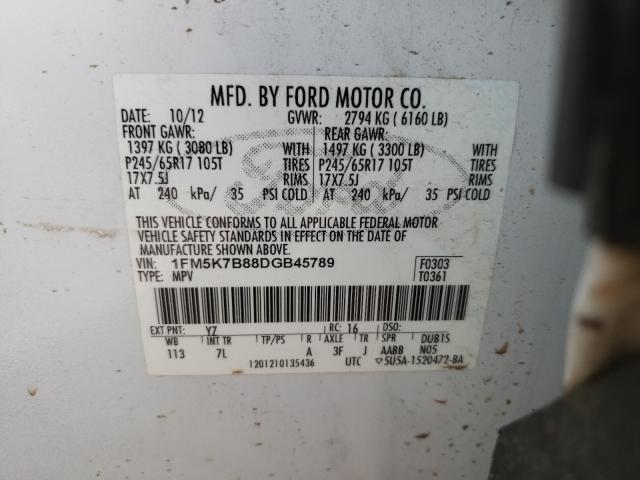 MFD. BY FORD MOTOR CO.
DATE: 10/12 GVWR: 2794 KG ( 6160 LB)
FRONT GAWR: REAR GAWR:
1397 KG ( 3080 LB) WITH 1497 KG ( 3300 LB) WITH
P245/65R17 105T TIRES P245/65R17 105T TIRES
17X7.5J RIMS 17X7.5J RIMS
AT 240 kPa/ 35 PSI COLD AT 240 kPa/ 35 PSI COLD
THIS VEHICLE CONFORMS TO ALL APPLICABLE FEDERAL MOTOR
VEHICLE SAFETY STANDARDS IN EFFECT ON THE DATE OF
MANUFACTURE SHOWN ABOVE.
VIN: 1FM5K7B88DGB45789 F0303
TYPE: MPV T0361
EXT PNT: YZ RC: 16 DSO:
WB INT TR TP/PS R AXLE TR SPR DUB1S
113 7L A 3F J AABB N05
1201210135436 UTC ▽5U5A-1520472-BA